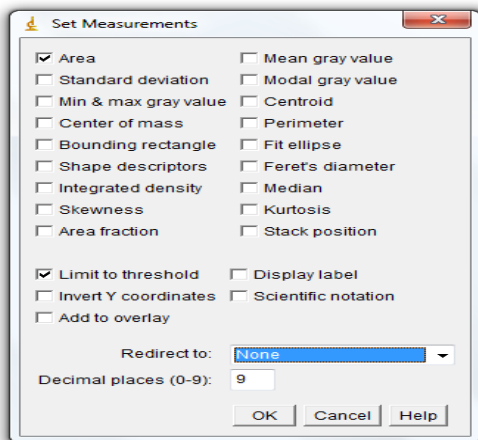 Set Measurements
Area Mean gray value
Standard deviation Modal gray value
Min & max gray value Centroid
Center of mass Perimeter
Bounding rectangle Fit ellipse
Shape descriptors Feret's diameter
Integrated density Median
Skewness Kurtosis
Area fraction Stack position
Limit to threshold Display label
Invert Y coordinates Scientific notation
Add to overlay
Redirect to: None
Decimal places (0-9): 9
OK Cancel Help